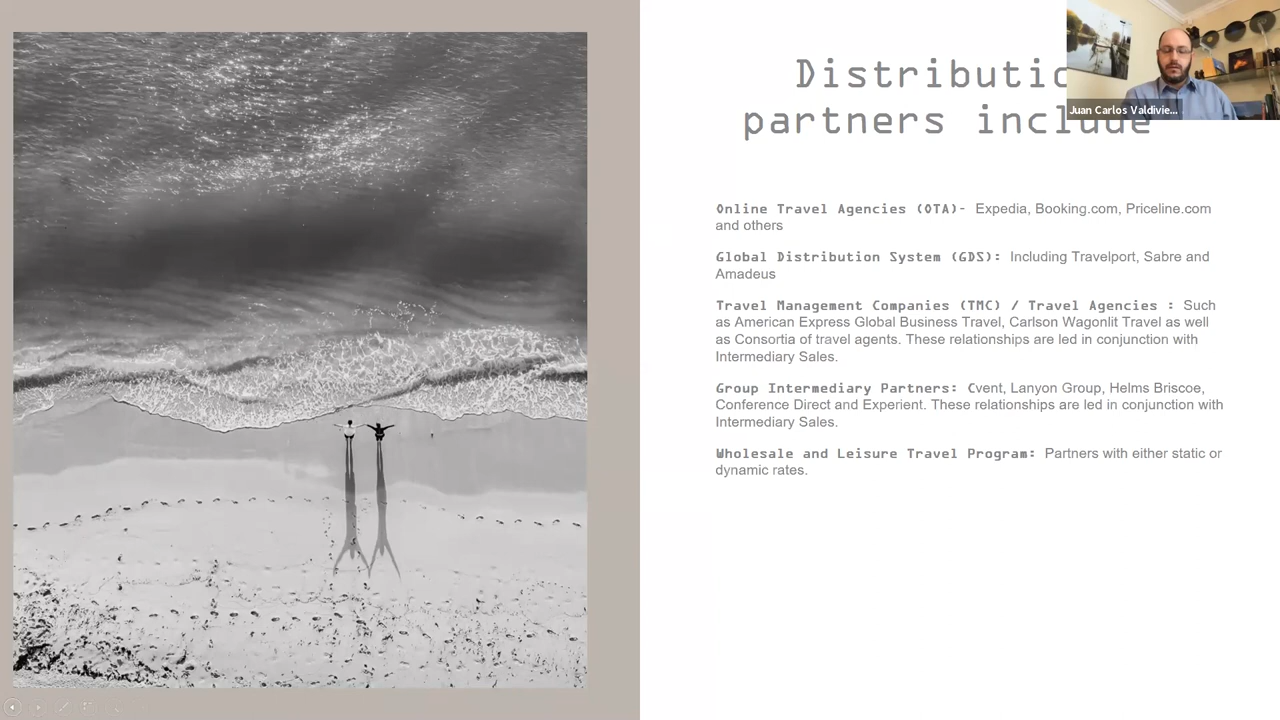 Distributio
partners include
Juan Carlos Valdivie...
Online Travel Agencies (OTA)- Expedia, Booking.com, Priceline.com
and others
Global Distribution System (GDS): Including Travelport, Sabre and
Amadeus
Travel Management Companies (TMC) / Travel Agencies : Such
as American Express Global Business Travel, Carlson Wagonlit Travel as well
as Consortia of travel agents. These relationships are led in conjunction with
Intermediary Sales.
Group Intermediary Partners: Cvent, Lanyon Group, Helms Briscoe,
Conference Direct and Experient. These relationships are led in conjunction with
Intermediary Sales.
Wholesale and Leisure Travel Program: Partners with either static or
dynamic rates.